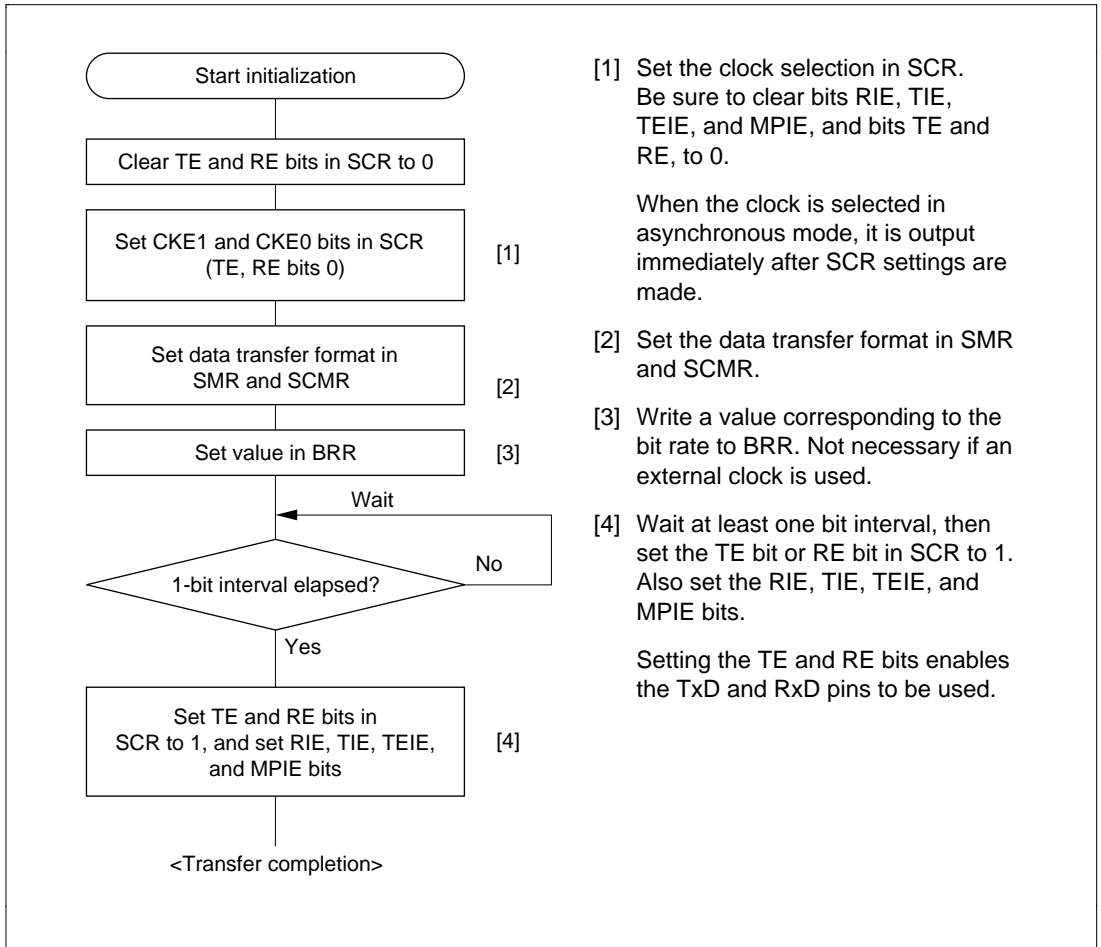 Start initialization
Clear TE and RE bits in SCR to 0
Set CKE1 and CKE0 bits in SCR
(TE, RE bits 0)
[1]
Set data transfer format in
SMR and SCMR
[2]
Set value in BRR
[3]
Wait
No
1-bit interval elapsed?
Yes
Set TE and RE bits in
SCR to 1, and set RIE, TIE, TEIE,
and MPIE bits
[4]
<Transfer completion>
[1] Set the clock selection in SCR.
Be sure to clear bits RIE, TIE,
TEIE, and MPIE, and bits TE and
RE, to 0.
When the clock is selected in
asynchronous mode, it is output
immediately after SCR settings are
made.
[2] Set the data transfer format in SMR
and SCMR.
[3] Write a value corresponding to the
bit rate to BRR. Not necessary if an
external clock is used.
[4] Wait at least one bit interval, then
set the TE bit or RE bit in SCR to 1.
Also set the RIE, TIE, TEIE, and
MPIE bits.
Setting the TE and RE bits enables
the TxD and RxD pins to be used.